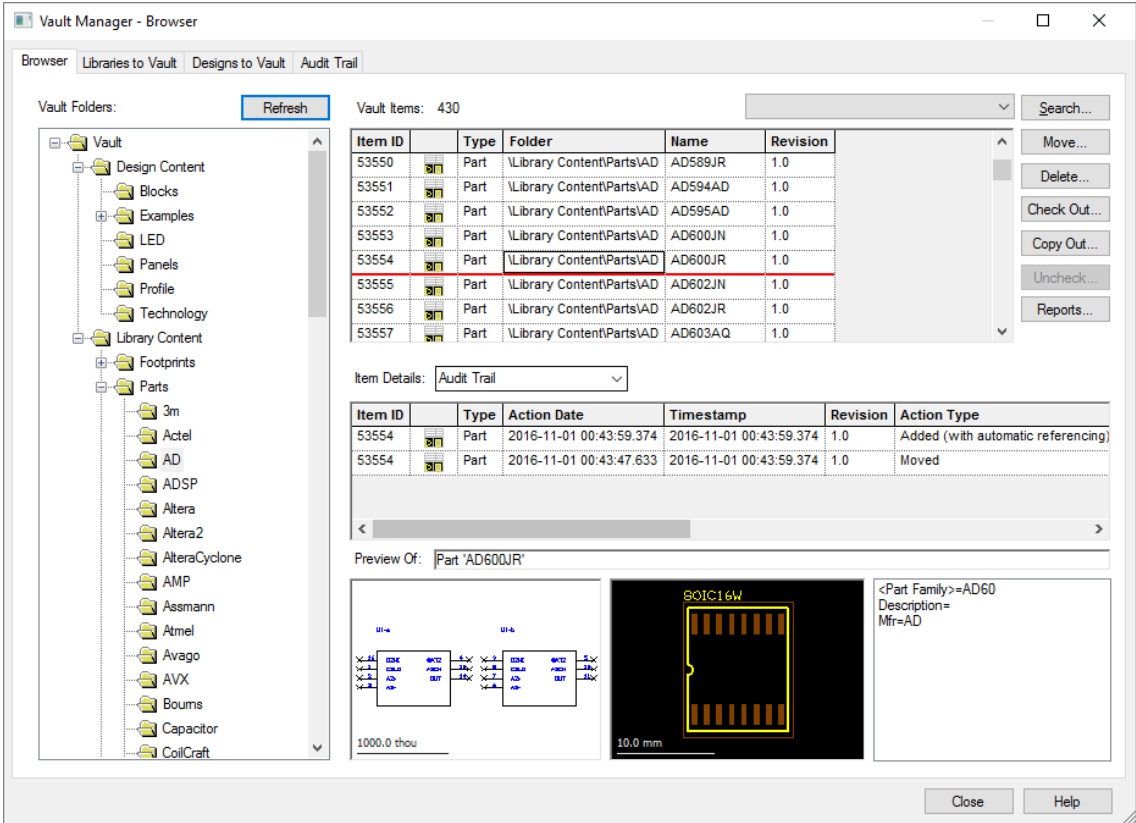 Vault Manager - Browser
Browser Libraries to Vault Designs to Vault Audit Trail
Vault Folders: Refresh
Vault
Design Content
Blocks
Examples
LED
Panels
Profile
Technology
Library Content
Footprints
Parts
3m
Actel
AD
ADSP
Altera
Altera2
AlteraCyclone
AMP
Assmann
Atmel
Avago
AVX
Bourns
Capacitor
CoilCraft
Vault Items: 430
Item ID Type Folder Name Revision
53550 Part \Library Content\Parts\AD AD589JR 1.0
53551 Part \Library Content\Parts\AD AD594AD 1.0
53552 Part \Library Content\Parts\AD AD595AD 1.0
53553 Part \Library Content\Parts\AD AD600JN 1.0
53554 Part \Library Content\Parts\AD AD600JR 1.0
53555 Part \Library Content\Parts\AD AD602JN 1.0
53556 Part \Library Content\Parts\AD AD602JR 1.0
53557 Part \Library Content\Parts\AD AD603AQ 1.0
Search...
Move...
Delete...
Check Out...
Copy Out...
Uncheck...
Reports...
Item Details: Audit Trail
Item ID Type Action Date Timestamp Revision Action Type
53554 Part 2016-11-01 00:43:59.374 2016-11-01 00:43:59.374 1.0 Added (with automatic referencing)
53554 Part 2016-11-01 00:43:47.633 2016-11-01 00:43:59.374 1.0 Moved
Preview Of: Part 'AD600JR'
U1-a U1-b
OUT OUT
1000.0 thou
SOIC16W
10.0 mm
<Part Family>=AD60
Description=
Mfr=AD
Close Help